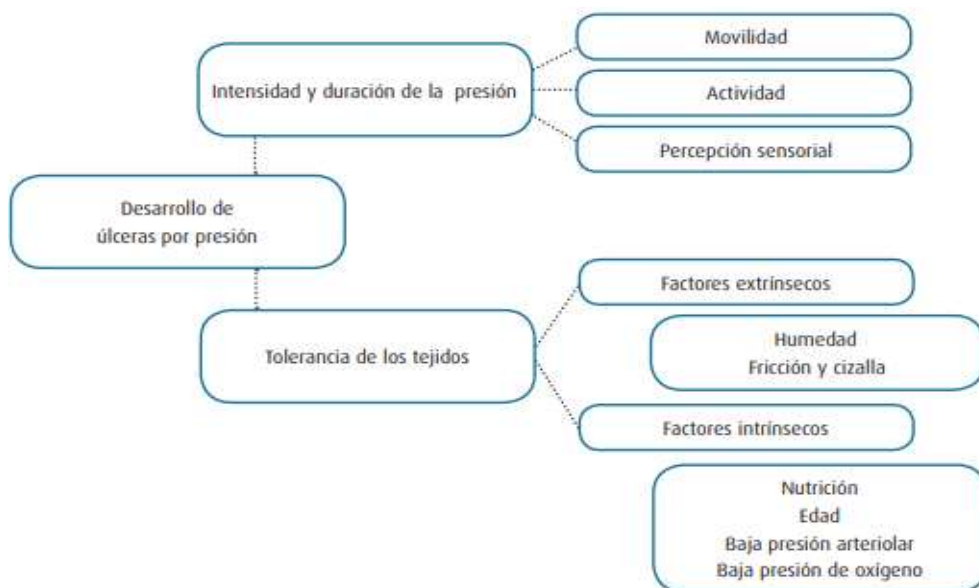 Movilidad
Intensidad y duración de la presión
Actividad
Percepción sensorial
Desarrollo de
úlceras por presión
Factores extrínsecos
Humedad
Fricción y cizalla
Tolerancia de los tejidos
Factores intrínsecos
Nutrición
Edad
Baja presión arteriolar
Baja presión de oxígeno